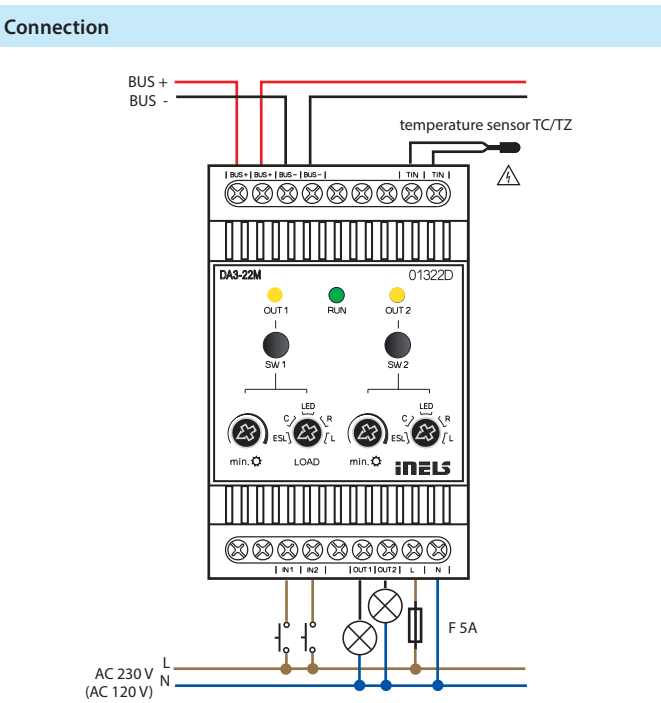 Connection
BUS +
BUS -
temperature sensor TC/TZ
BUS+ BUS+ BUS- BUS- TIN TIN
DA3-22M 01322D
OUT 1 RUN OUT 2
SW 1 SW 2
LED LED
C R C R
ESL L ESL L
min. LOAD min.
iNELS
IN1 IN2 OUT1 OUT2 L N
F 5A
L
AC 230 V N
(AC 120 V)